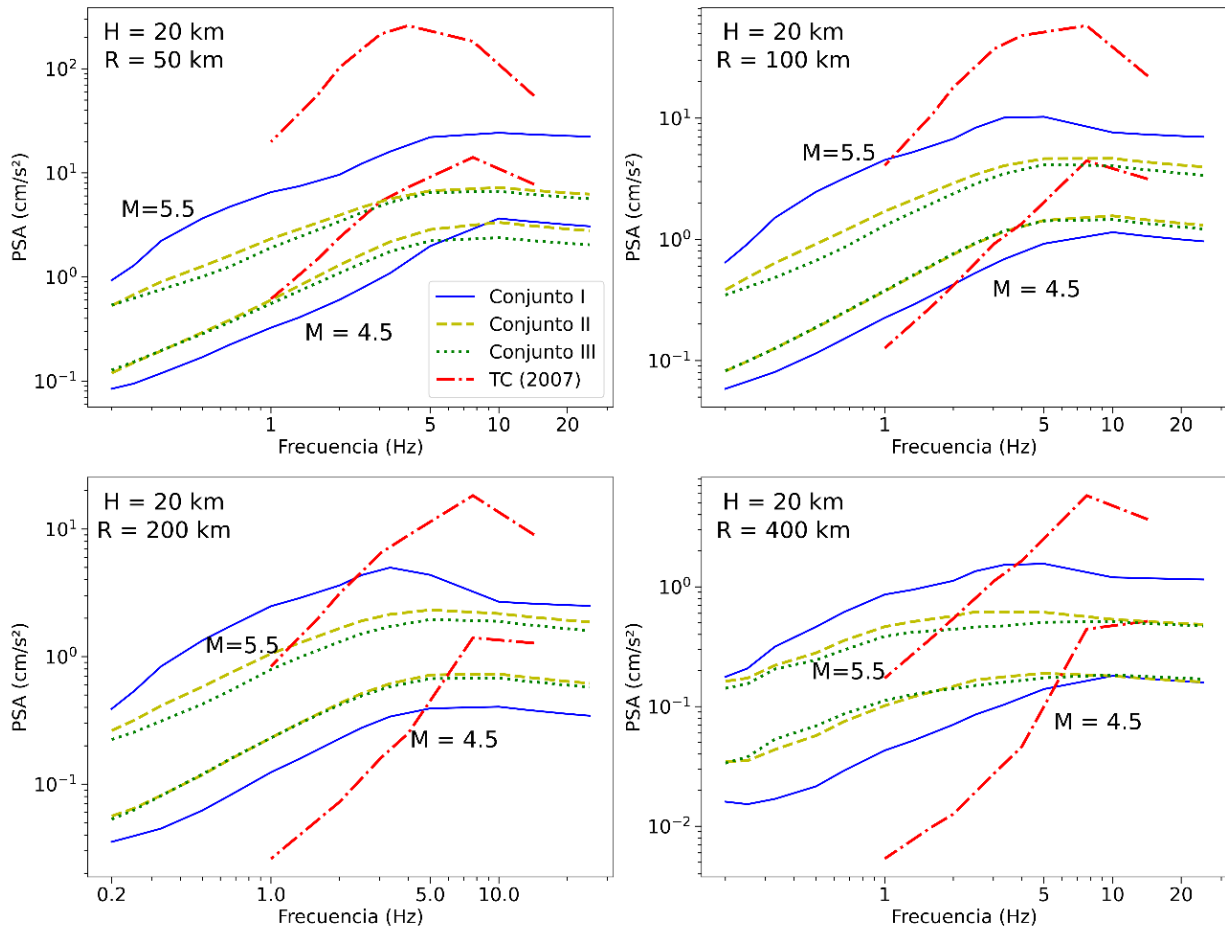 H = 20 km
R = 50 km
M=5.5
M = 4.5
Conjunto I
Conjunto II
Conjunto III
TC (2007)
PSA (cm/s²)
10²
10¹
10⁰
10⁻¹
1
5
10
20
Frecuencia (Hz)
H = 20 km
R = 100 km
M=5.5
M = 4.5
PSA (cm/s²)
10¹
10⁰
10⁻¹
1
5
10
20
Frecuencia (Hz)
H = 20 km
R = 200 km
M=5.5
M = 4.5
PSA (cm/s²)
10¹
10⁰
10⁻¹
0.2
1.0
5.0
10.0
Frecuencia (Hz)
H = 20 km
R = 400 km
M=5.5
M = 4.5
PSA (cm/s²)
10⁰
10⁻¹
10⁻²
1
5
10
20
Frecuencia (Hz)